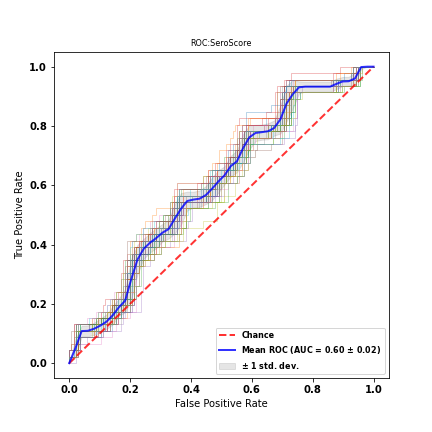 ROC:SeroScore
True Positive Rate
1.0
0.8
0.6
0.4
0.2
0.0
Chance
Mean ROC (AUC = 0.60 ± 0.02)
± 1 std. dev.
0.0 0.2 0.4 0.6 0.8 1.0
False Positive Rate